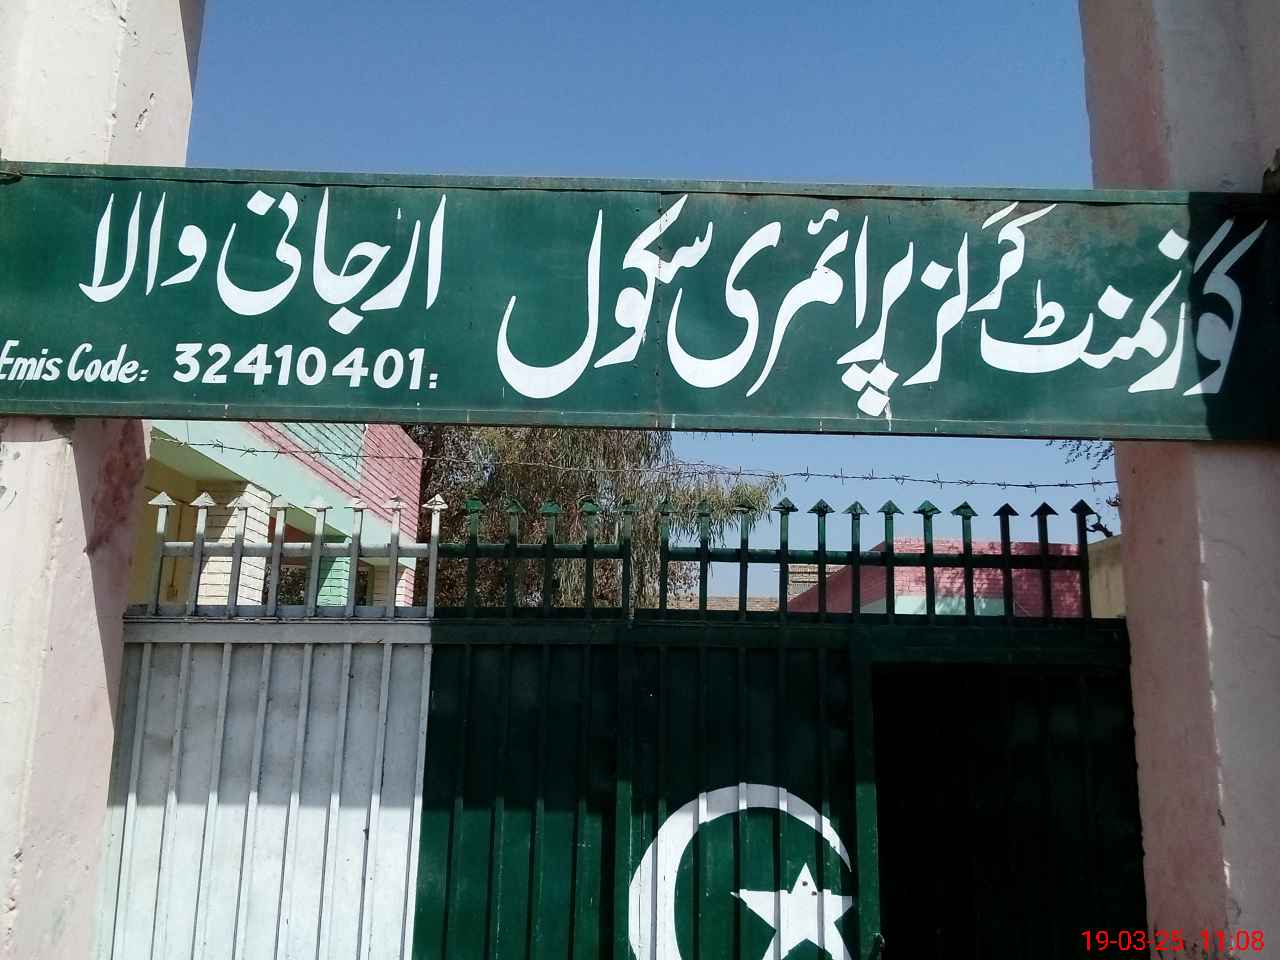 گورنمنٹ گرلز پرائمری سکول ارجانی والا
Emis Code: 32410401:
19-03-25 11:08